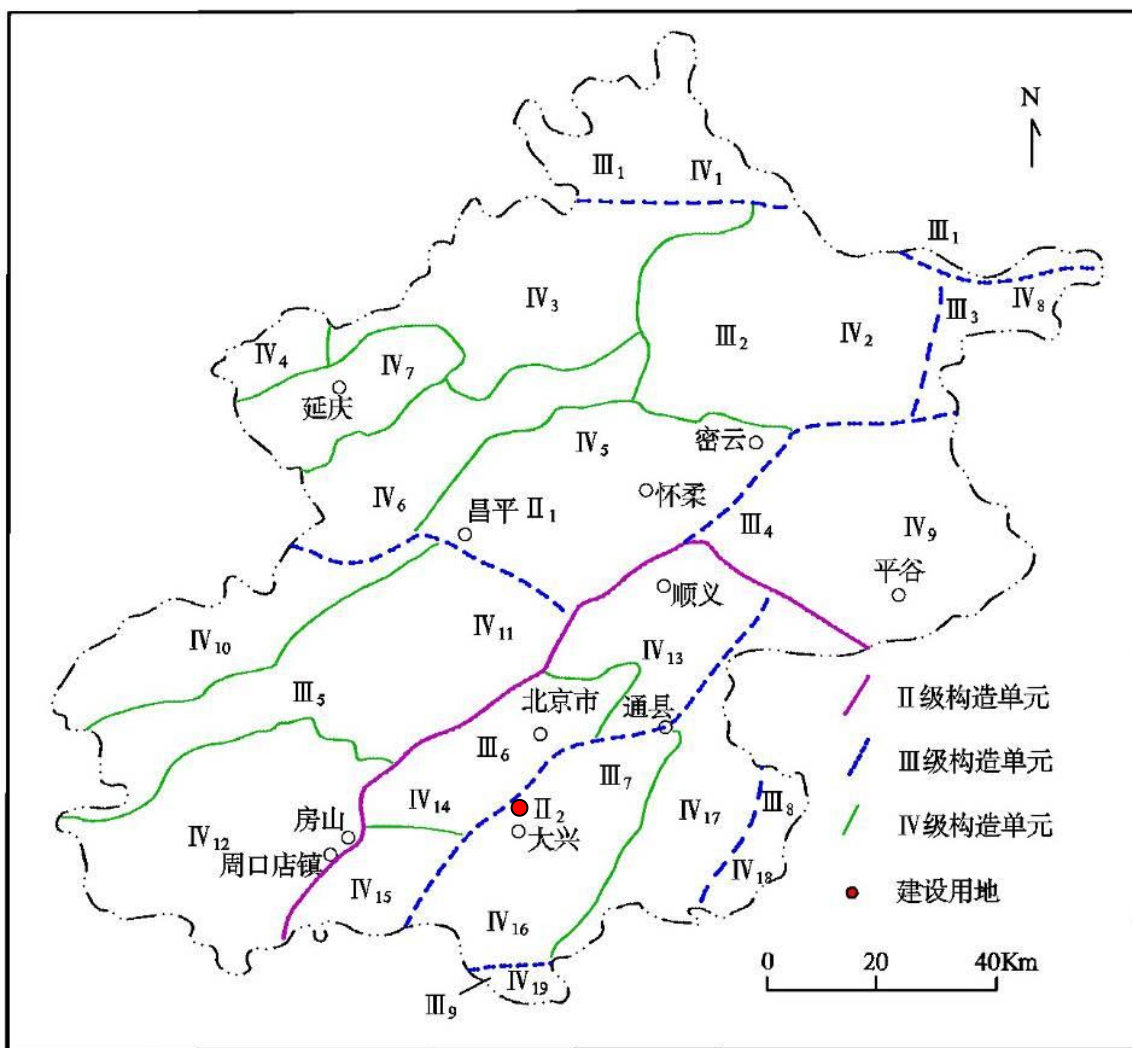 N
Ⅲ₁
Ⅳ₁
Ⅲ₁
Ⅳ₃
Ⅲ₃
Ⅳ₈
Ⅲ₂
Ⅳ₂
Ⅳ₄
Ⅳ₇
延庆
Ⅳ₅
密云
Ⅳ₆
怀柔
昌平 Ⅱ₁
Ⅲ₄
Ⅳ₉
平谷
顺义
Ⅳ₁₀
Ⅳ₁₁
Ⅳ₁₃
Ⅲ₅
北京市
通县
Ⅱ级构造单元
Ⅲ₆
Ⅲ₇
Ⅲ级构造单元
Ⅳ₁₄
Ⅱ₂
Ⅳ₁₇
Ⅲ₈
Ⅳ级构造单元
房山
大兴
Ⅳ₁₂
周口店镇
Ⅳ₁₈
Ⅳ₁₅
建设用地
Ⅳ₁₆
Ⅳ₁₉
Ⅲ₉
0 20 40Km